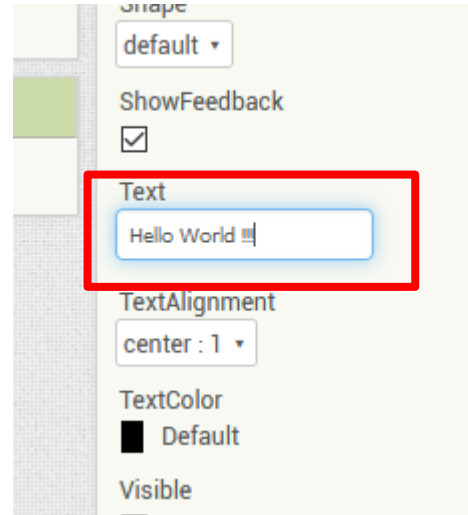 Shape
default
ShowFeedback
Text
Hello World !!!
TextAlignment
center : 1
TextColor
Default
Visible